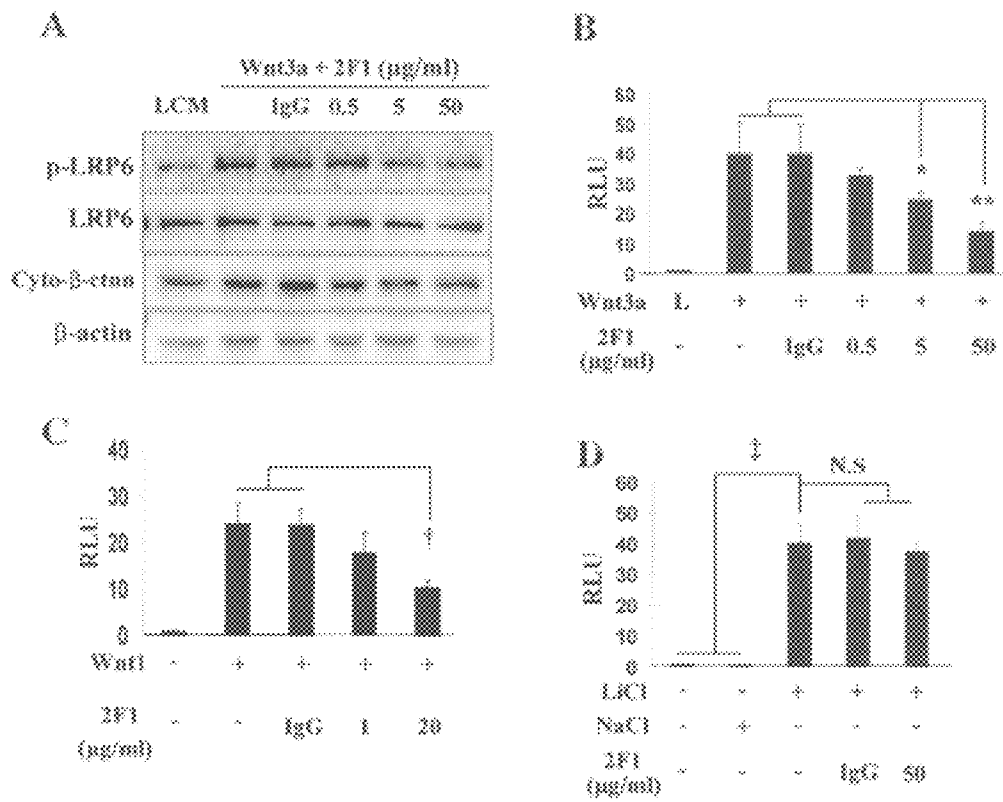 A
Wnt3a + 2F1 (µg/ml)
LCM IgG 0.5 5 50
p-LRP6
LRP6
Cyto-β-ctnn
β-actin
B
RLU
60
50
40
30
20
10
0
* **
Wnt3a L + + + + +
2F1 (µg/ml) - - IgG 0.5 5 50
C
RLU
40
30
20
10
0
†
Wnt1 - + + + +
2F1 (µg/ml) - - IgG 1 20
D
‡ N.S
RLU
60
50
40
30
20
10
0
LiCl - - + + +
NaCl - + - - -
2F1 (µg/ml) - - - IgG 50